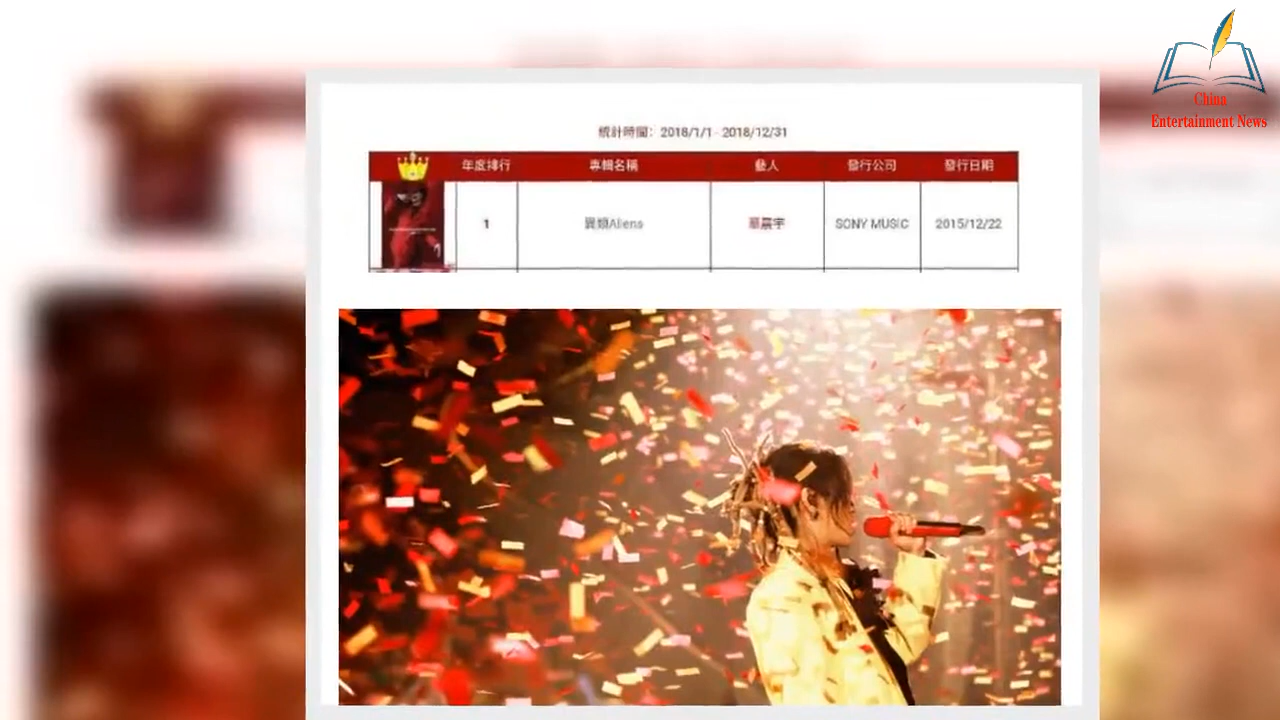 China
Entertainment News
統計時間: 2018/1/1 - 2018/12/31
年度排行 專輯名稱 藝人 發行公司 發行日期
1 異類Aliens 華晨宇 SONY MUSIC 2015/12/22